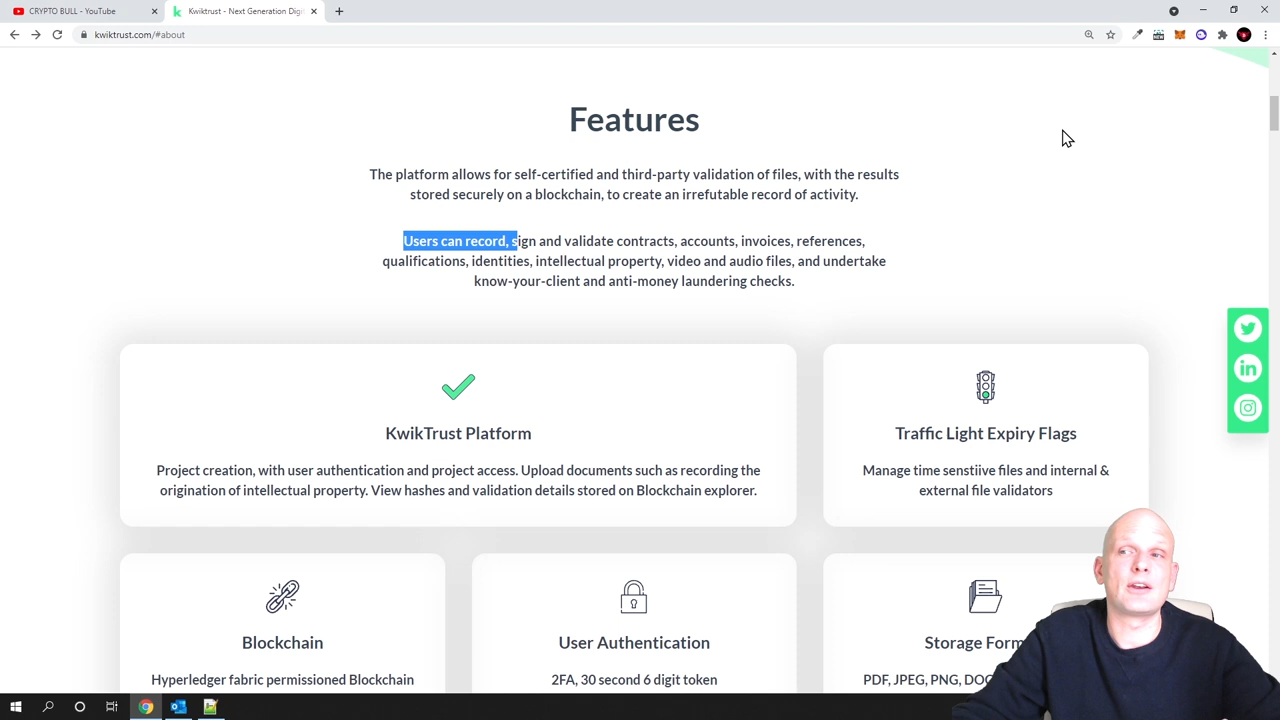 CRYPTO BULL - YouTube
Kwiktrust - Next Generation Digit
kwiktrust.com/#about
Features
The platform allows for self-certified and third-party validation of files, with the results
stored securely on a blockchain, to create an irrefutable record of activity.
Users can record, sign and validate contracts, accounts, invoices, references,
qualifications, identities, intellectual property, video and audio files, and undertake
know-your-client and anti-money laundering checks.
KwikTrust Platform
Project creation, with user authentication and project access. Upload documents such as recording the
origination of intellectual property. View hashes and validation details stored on Blockchain explorer.
Traffic Light Expiry Flags
Manage time senstiive files and internal &
external file validators
Blockchain
Hyperledger fabric permissioned Blockchain
User Authentication
2FA, 30 second 6 digit token
Storage Form
PDF, JPEG, PNG, DOC